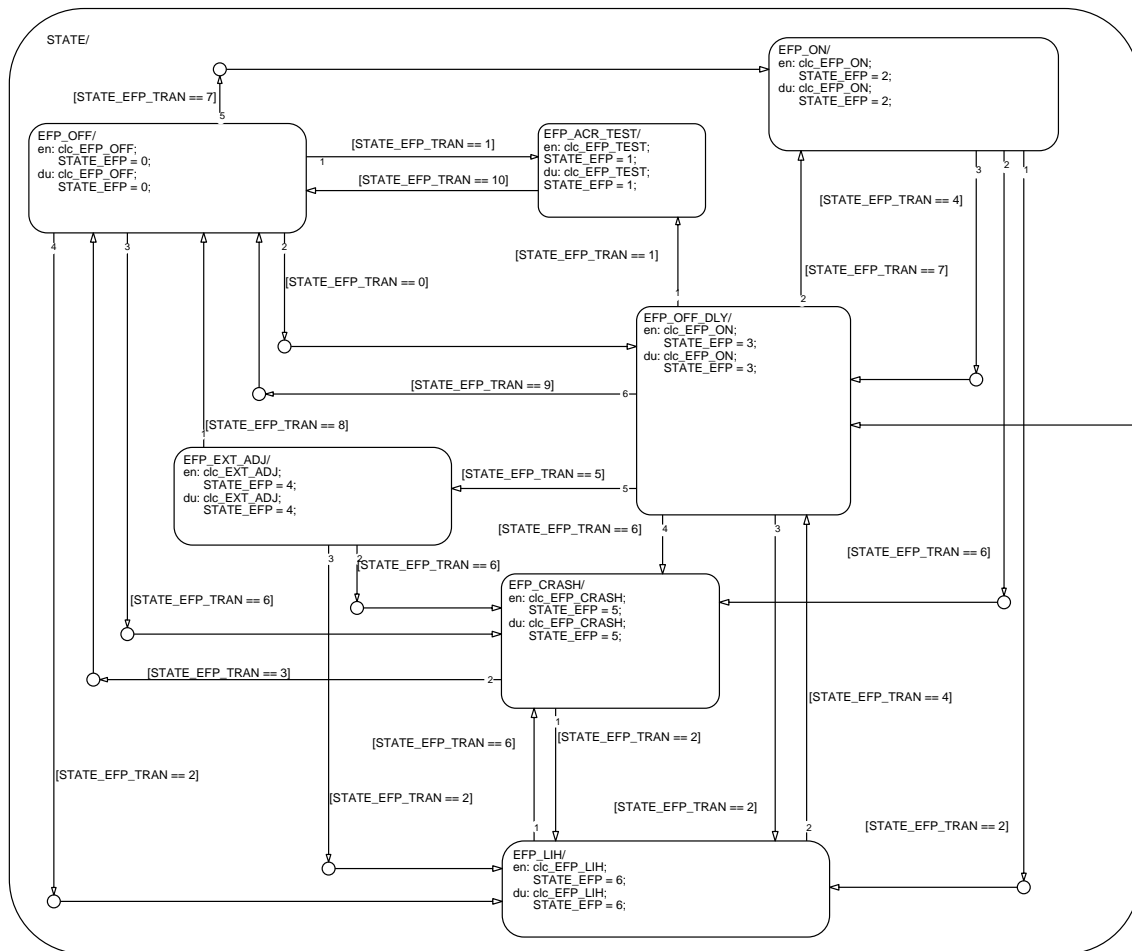 STATE/
EFP_ON/
en: clc_EFP_ON;
STATE_EFP = 2;
du: clc_EFP_ON;
STATE_EFP = 2;
[STATE_EFP_TRAN == 7]
5
EFP_OFF/
en: clc_EFP_OFF;
STATE_EFP = 0;
du: clc_EFP_OFF;
STATE_EFP = 0;
[STATE_EFP_TRAN == 1]
1
[STATE_EFP_TRAN == 10]
EFP_ACR_TEST/
en: clc_EFP_TEST;
STATE_EFP = 1;
du: clc_EFP_TEST;
STATE_EFP = 1;
3
2
1
[STATE_EFP_TRAN == 4]
4
3
2
[STATE_EFP_TRAN == 1]
[STATE_EFP_TRAN == 7]
[STATE_EFP_TRAN == 0]
1
2
EFP_OFF_DLY/
en: clc_EFP_ON;
STATE_EFP = 3;
du: clc_EFP_ON;
STATE_EFP = 3;
[STATE_EFP_TRAN == 9]
6
[STATE_EFP_TRAN == 8]
1
EFP_EXT_ADJ/
en: clc_EXT_ADJ;
STATE_EFP = 4;
du: clc_EXT_ADJ;
STATE_EFP = 4;
[STATE_EFP_TRAN == 5]
5
[STATE_EFP_TRAN == 6]
4
3
3
2
[STATE_EFP_TRAN == 6]
[STATE_EFP_TRAN == 6]
EFP_CRASH/
en: clc_EFP_CRASH;
STATE_EFP = 5;
du: clc_EFP_CRASH;
STATE_EFP = 5;
[STATE_EFP_TRAN == 6]
[STATE_EFP_TRAN == 3]
2
[STATE_EFP_TRAN == 4]
1
[STATE_EFP_TRAN == 6]
[STATE_EFP_TRAN == 2]
[STATE_EFP_TRAN == 2]
[STATE_EFP_TRAN == 2]
[STATE_EFP_TRAN == 2]
[STATE_EFP_TRAN == 2]
1
2
EFP_LIH/
en: clc_EFP_LIH;
STATE_EFP = 6;
du: clc_EFP_LIH;
STATE_EFP = 6;